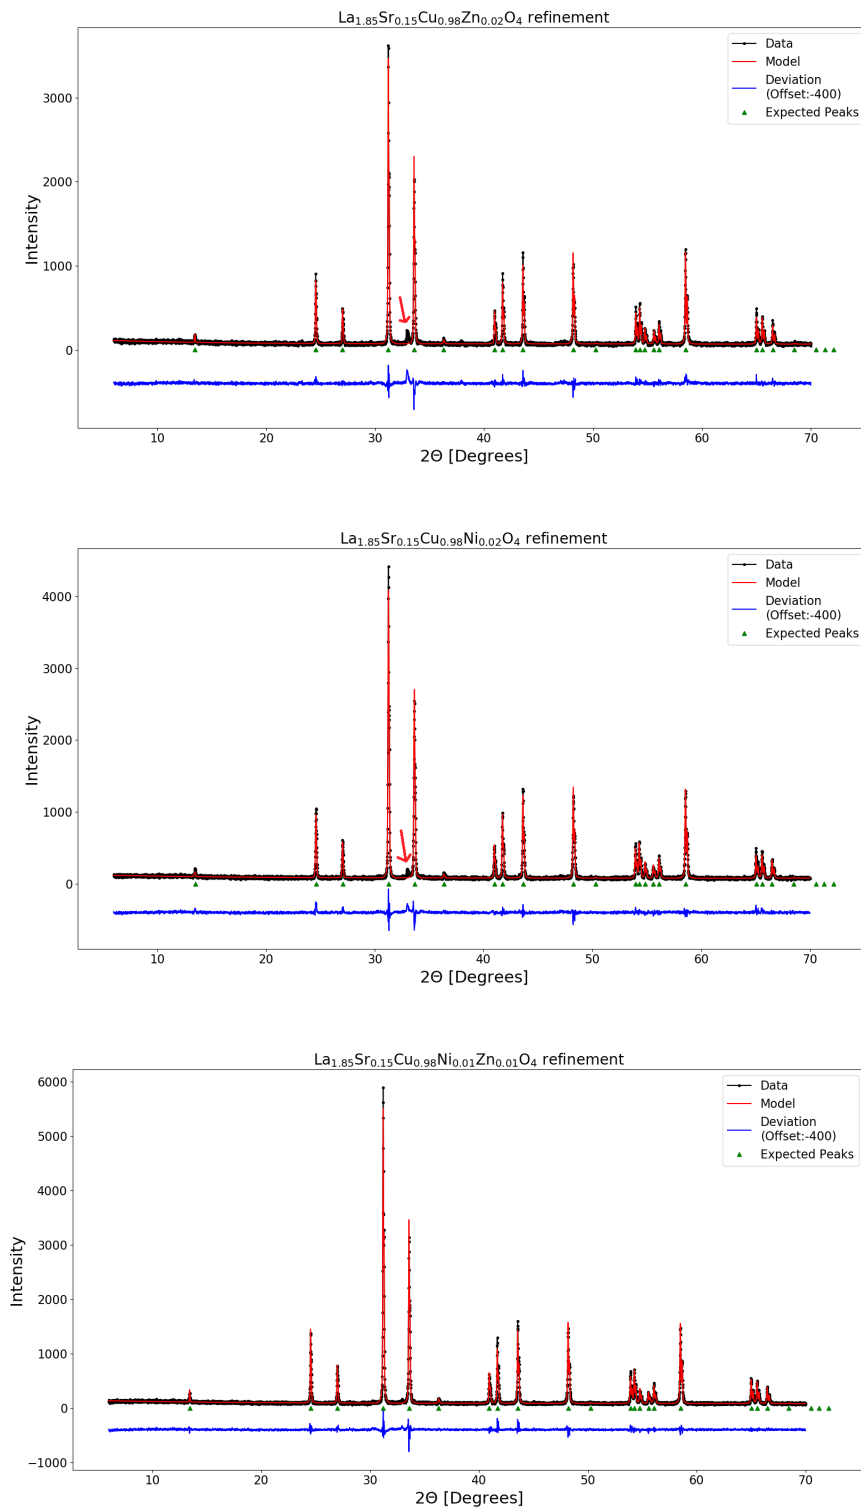 La1.85Sr0.15Cu0.98Zn0.02O4 refinement
Data
Model
Deviation
(Offset:-400)
Expected Peaks
Intensity
3000
2000
1000
0
10 20 30 40 50 60 70
2Θ [Degrees]
La1.85Sr0.15Cu0.98Ni0.02O4 refinement
Data
Model
Deviation
(Offset:-400)
Expected Peaks
Intensity
4000
3000
2000
1000
0
10 20 30 40 50 60 70
2Θ [Degrees]
La1.85Sr0.15Cu0.98Ni0.01Zn0.01O4 refinement
Data
Model
Deviation
(Offset:-400)
Expected Peaks
Intensity
6000
5000
4000
3000
2000
1000
0
−1000
10 20 30 40 50 60 70
2Θ [Degrees]